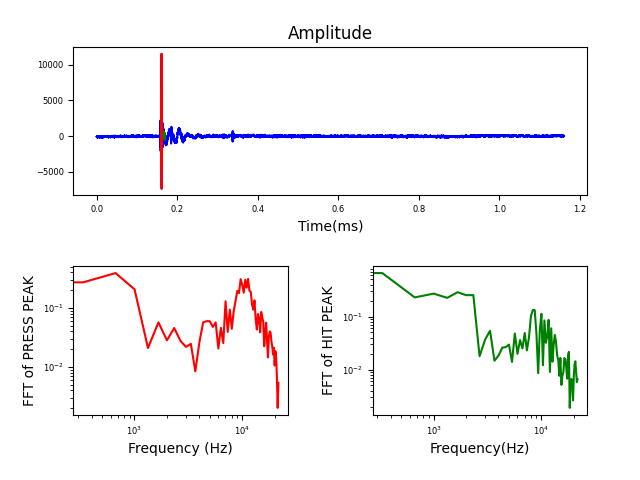 Amplitude
10000
5000
0
−5000
0.0 0.2 0.4 0.6 0.8 1.0 1.2
Time(ms)
FFT of PRESS PEAK
10⁻¹
10⁻²
10³ 10⁴
Frequency (Hz)
FFT of HIT PEAK
10⁻¹
10⁻²
10³ 10⁴
Frequency(Hz)